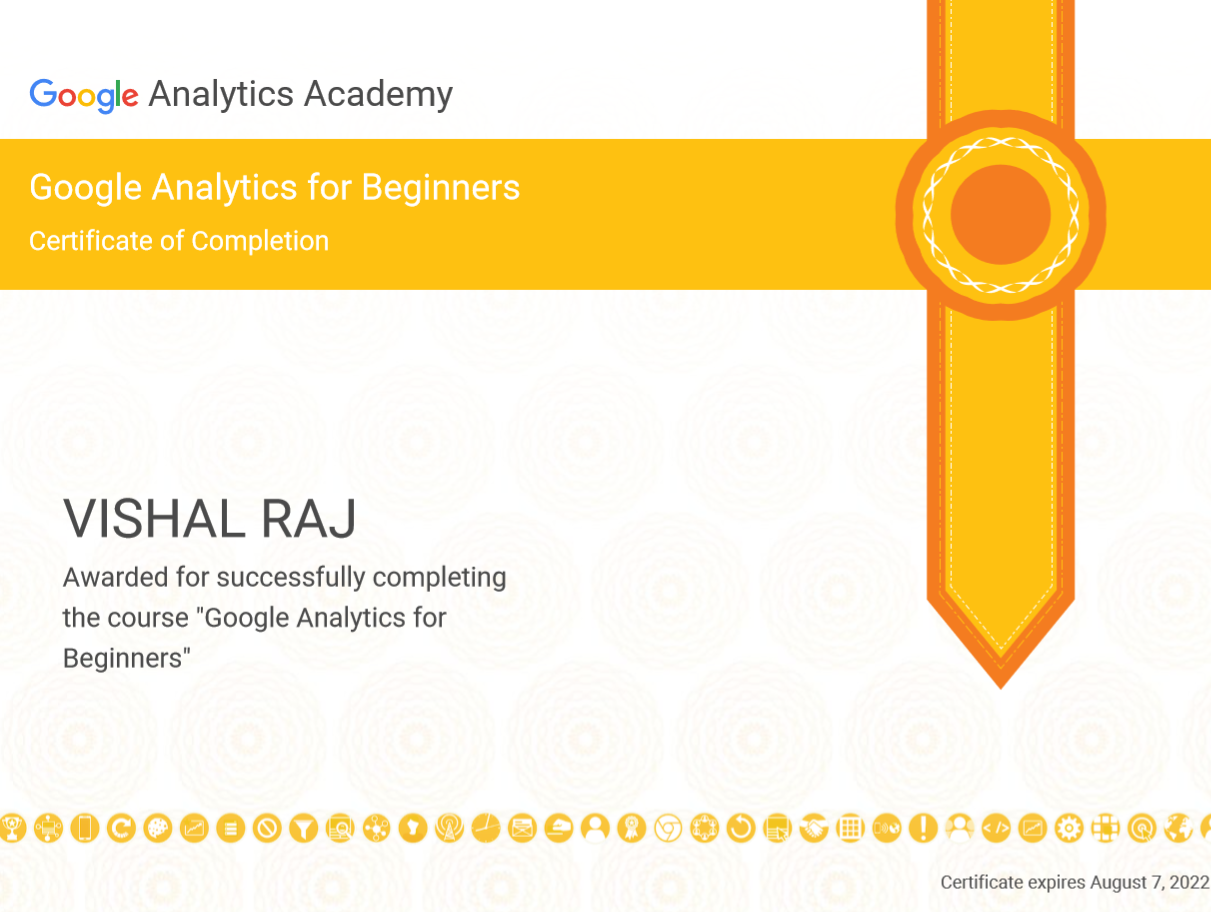 Google Analytics Academy
Google Analytics for Beginners
Certificate of Completion
VISHAL RAJ
Awarded for successfully completing
the course "Google Analytics for
Beginners"
Certificate expires August 7, 2022